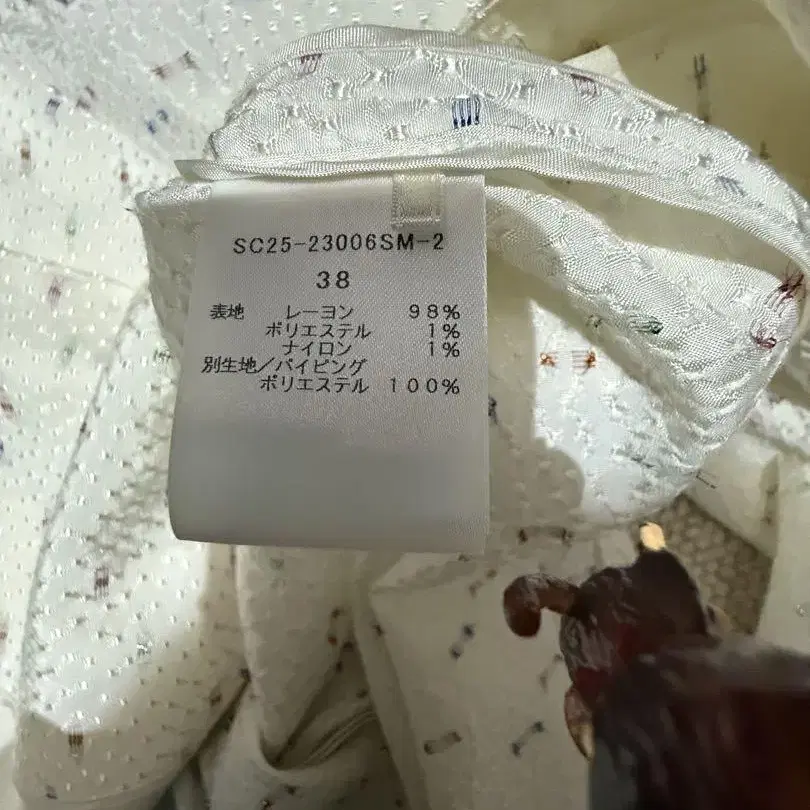 SC25-23006SM-2
38
表地 レーヨン 98%
ポリエステル 1%
ナイロン 1%
別生地/パイピング
ポリエステル 100%